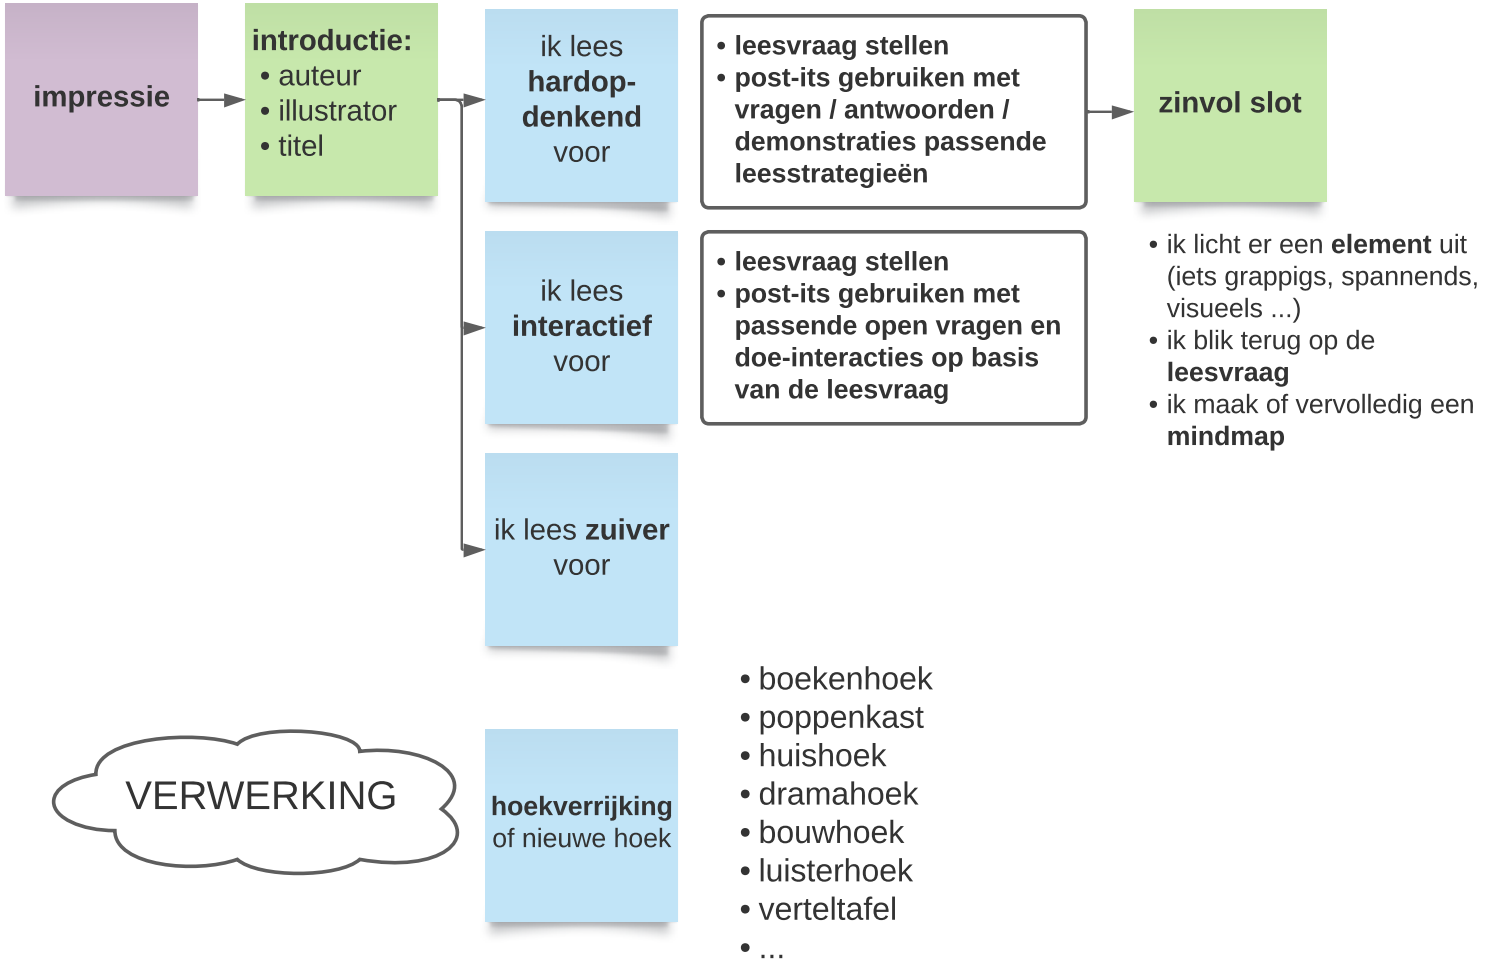 impressie
introductie:
• auteur
• illustrator
• titel
ik lees
hardop-
denkend
voor
• leesvraag stellen
• post-its gebruiken met
vragen / antwoorden /
demonstraties passende
leesstrategieën
zinvol slot
• ik licht er een element uit
(iets grappigs, spannends,
visueels ...)
• ik blik terug op de
leesvraag
• ik maak of vervolledig een
mindmap
ik lees
interactief
voor
• leesvraag stellen
• post-its gebruiken met
passende open vragen en
doe-interacties op basis
van de leesvraag
ik lees zuiver
voor
VERWERKING
hoekverrijking
of nieuwe hoek
• boekenhoek
• poppenkast
• huishoek
• dramahoek
• bouwhoek
• luisterhoek
• verteltafel
• ...